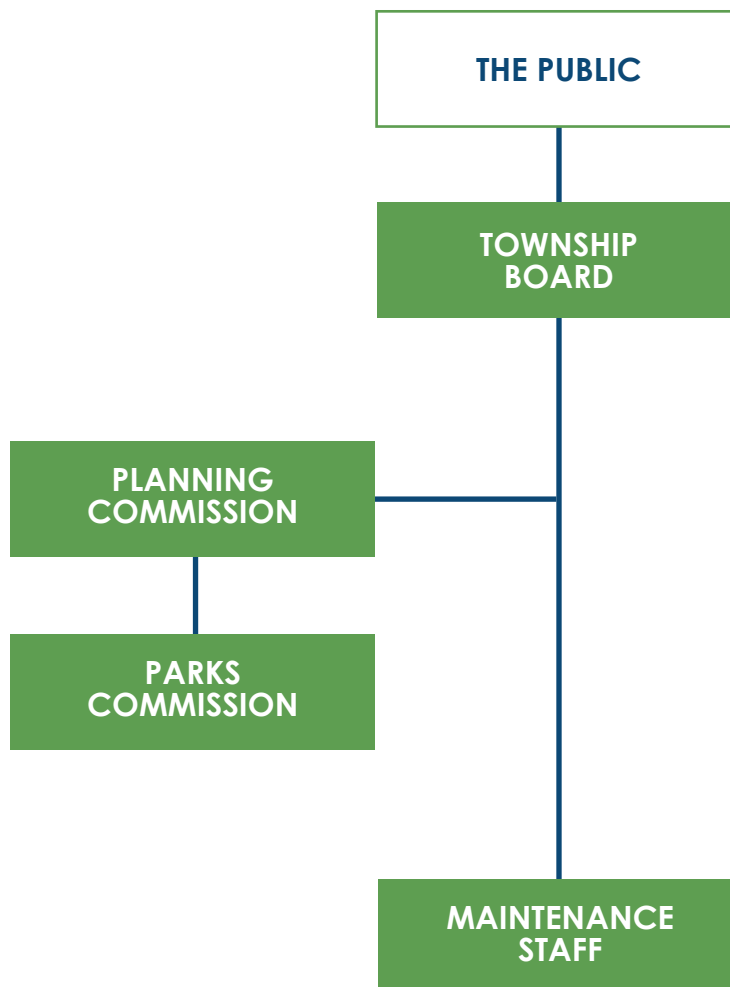 THE PUBLIC
TOWNSHIP
BOARD
PLANNING
COMMISSION
PARKS
COMMISSION
MAINTENANCE
STAFF